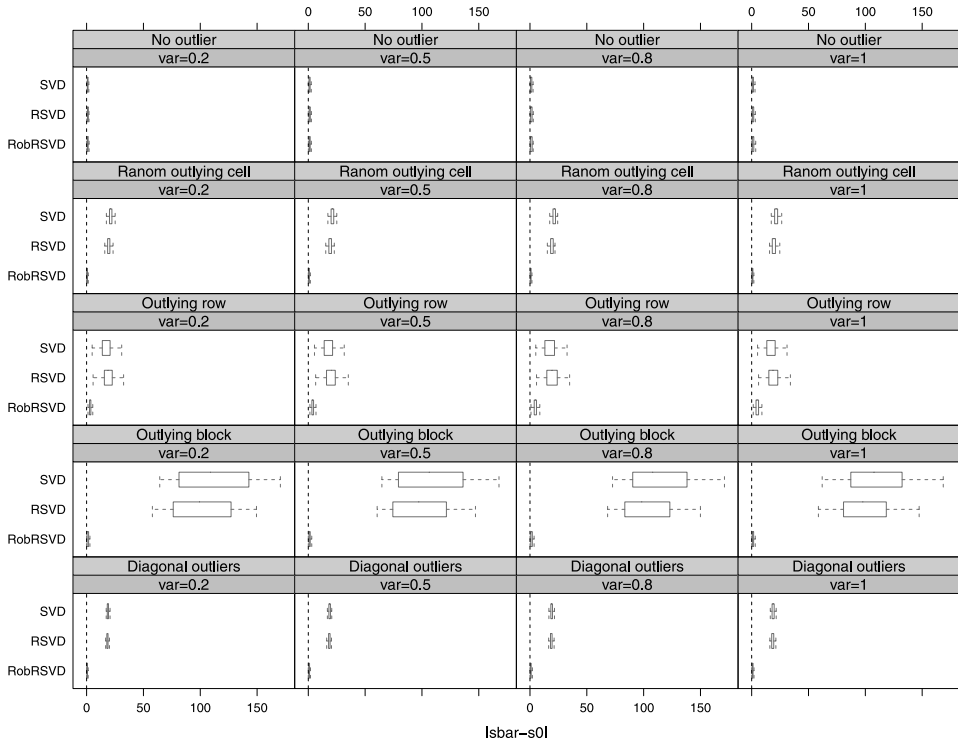 0 50 100 150 0 50 100 150
No outlier No outlier No outlier No outlier
var=0.2 var=0.5 var=0.8 var=1
SVD
RSVD
RobRSVD
Ranom outlying cell Ranom outlying cell Ranom outlying cell Ranom outlying cell
var=0.2 var=0.5 var=0.8 var=1
SVD
RSVD
RobRSVD
Outlying row Outlying row Outlying row Outlying row
var=0.2 var=0.5 var=0.8 var=1
SVD
RSVD
RobRSVD
Outlying block Outlying block Outlying block Outlying block
var=0.2 var=0.5 var=0.8 var=1
SVD
RSVD
RobRSVD
Diagonal outliers Diagonal outliers Diagonal outliers Diagonal outliers
var=0.2 var=0.5 var=0.8 var=1
SVD
RSVD
RobRSVD
0 50 100 150 0 50 100 150
|sbar−s0|